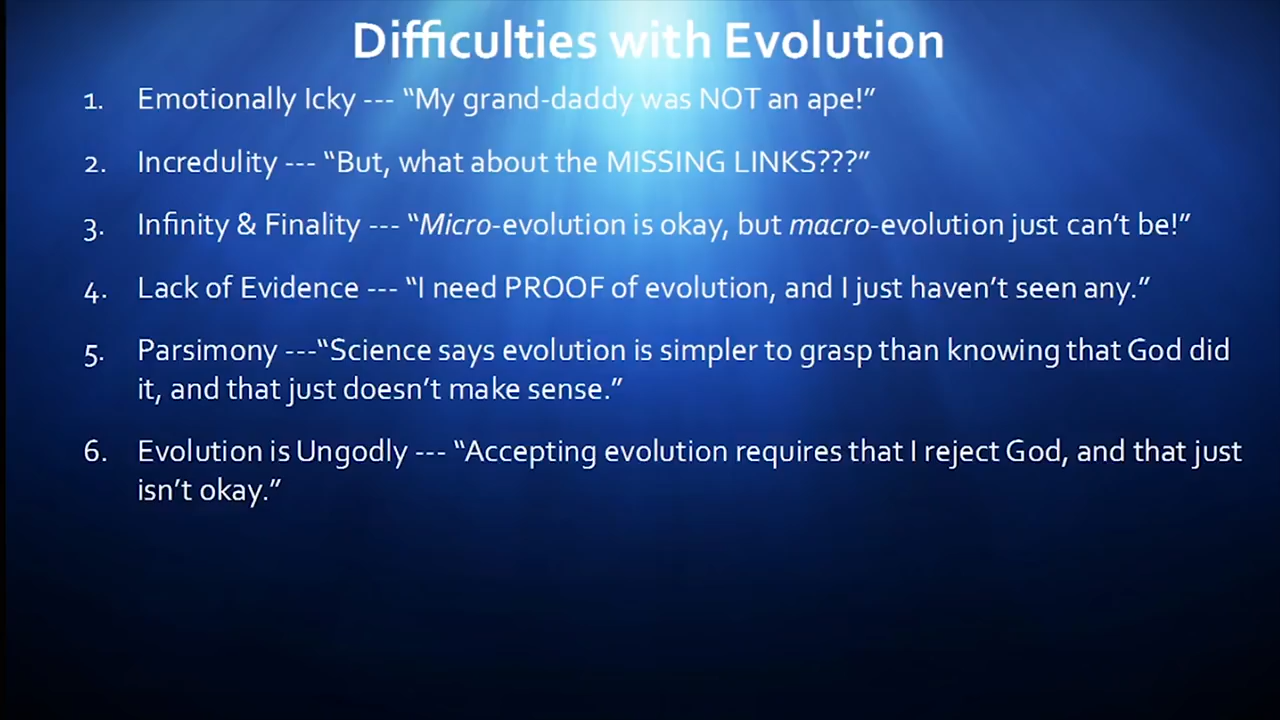 Difficulties with Evolution
1. Emotionally Icky --- “My grand-daddy was NOT an ape!”
2. Incredulity --- “But, what about the MISSING LINKS???”
3. Infinity & Finality --- “Micro-evolution is okay, but macro-evolution just can’t be!”
4. Lack of Evidence --- “I need PROOF of evolution, and I just haven’t seen any.”
5. Parsimony ---“Science says evolution is simpler to grasp than knowing that God did
it, and that just doesn’t make sense.”
6. Evolution is Ungodly --- “Accepting evolution requires that I reject God, and that just
isn’t okay.”